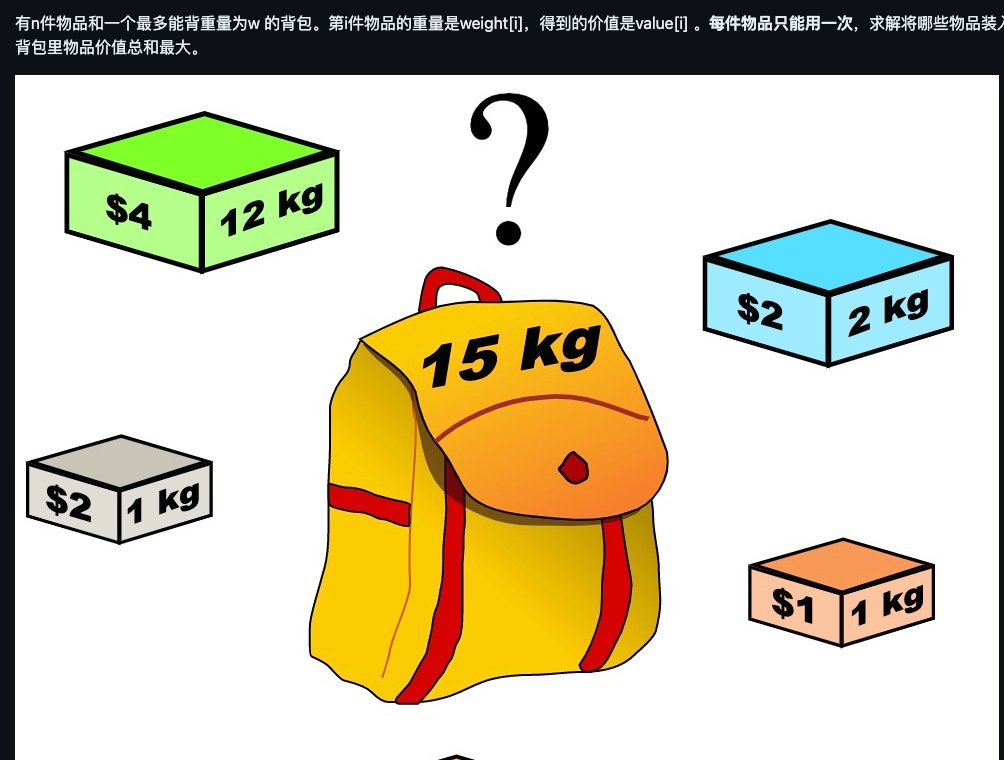 有n件物品和一个最多能背重量为w 的背包。第i件物品的重量是weight[i]，得到的价值是value[i] 。每件物品只能用一次，求解将哪些物品装入
背包里物品价值总和最大。
$4 12 kg
15 kg
$2 2 kg
$2 1 kg
$1 1 kg
?